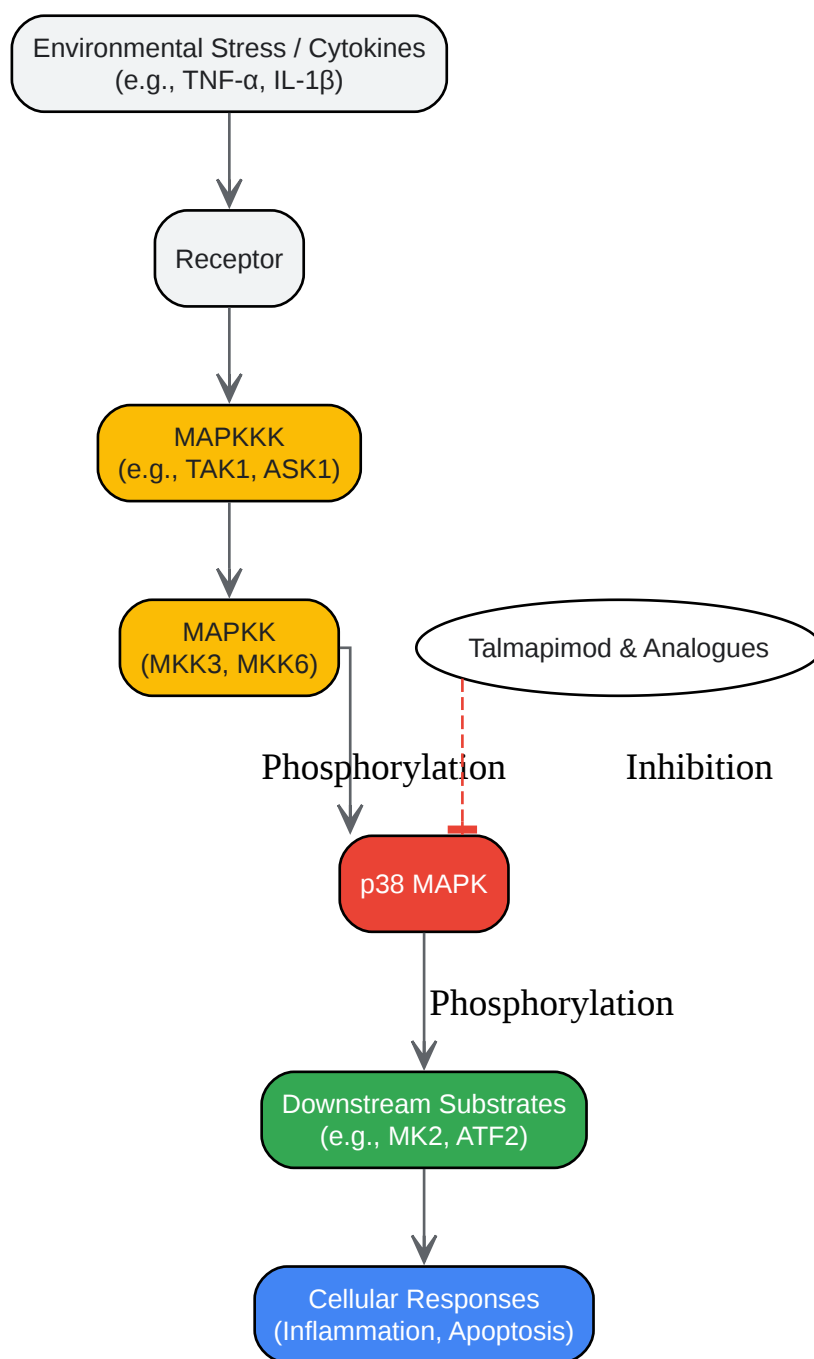 Environmental Stress / Cytokines
(e.g., TNF-α, IL-1β)
Receptor
MAPKKK
(e.g., TAK1, ASK1)
MAPKK
(MKK3, MKK6)
Talmapimod & Analogues
Phosphorylation
Inhibition
p38 MAPK
Phosphorylation
Downstream Substrates
(e.g., MK2, ATF2)
Cellular Responses
(Inflammation, Apoptosis)